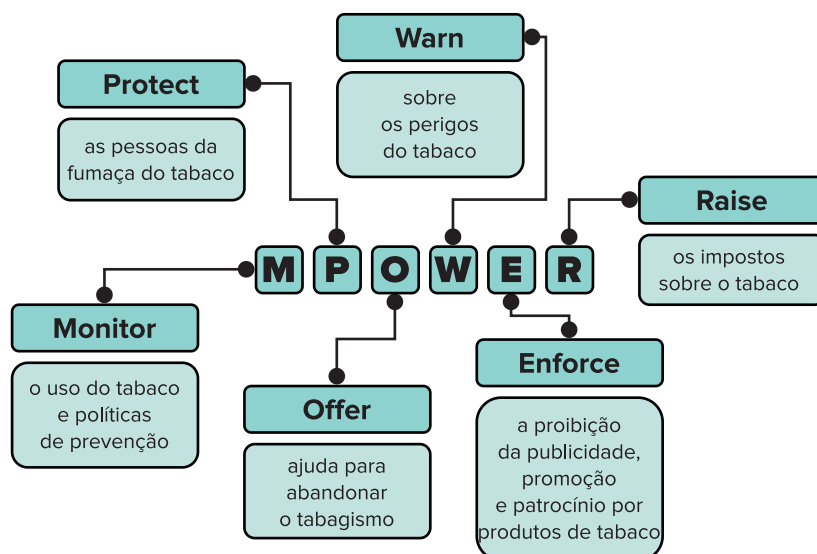 Warn
sobre
os perigos
do tabaco
Protect
as pessoas da
fumaça do tabaco
Raise
os impostos
sobre o tabaco
M P O W E R
Monitor
o uso do tabaco
e políticas
de prevenção
Offer
ajuda para
abandonar
o tabagismo
Enforce
a proibição
da publicidade,
promoção
e patrocínio por
produtos de tabaco